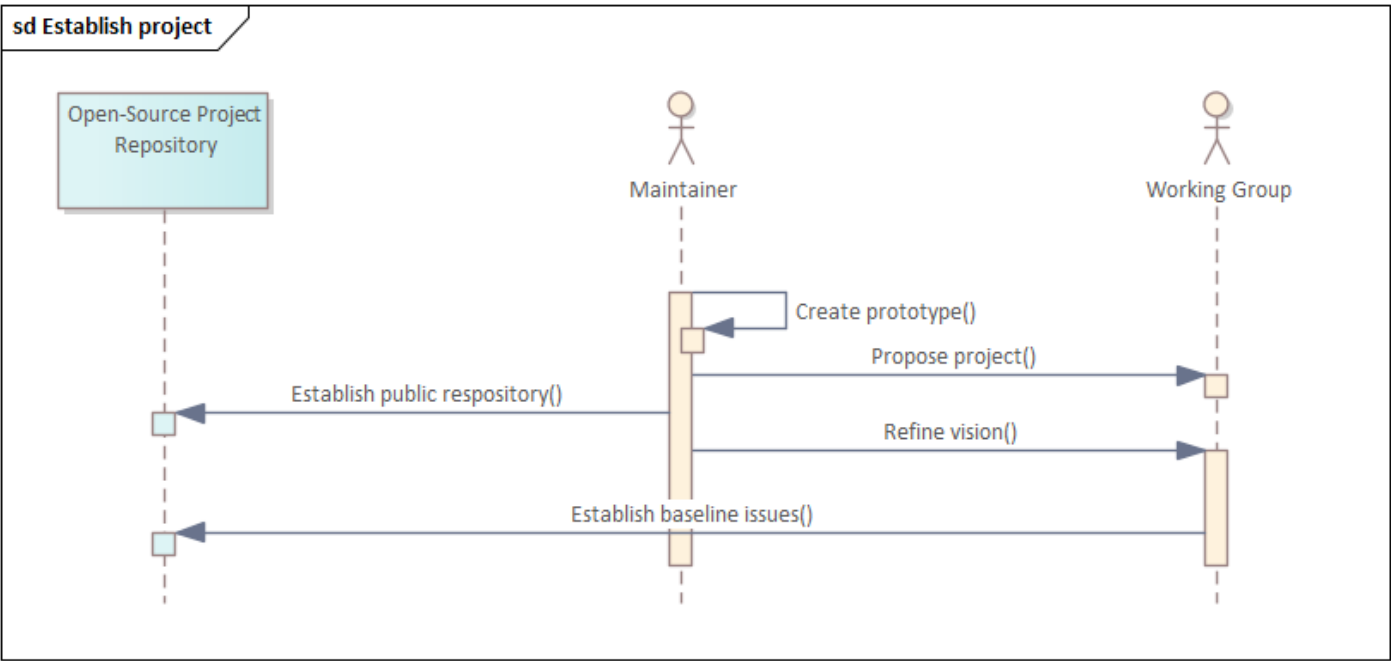 sd Establish project
Open-Source Project
Repository
Maintainer
Working Group
Create prototype()
Propose project()
Establish public respository()
Refine vision()
Establish baseline issues()